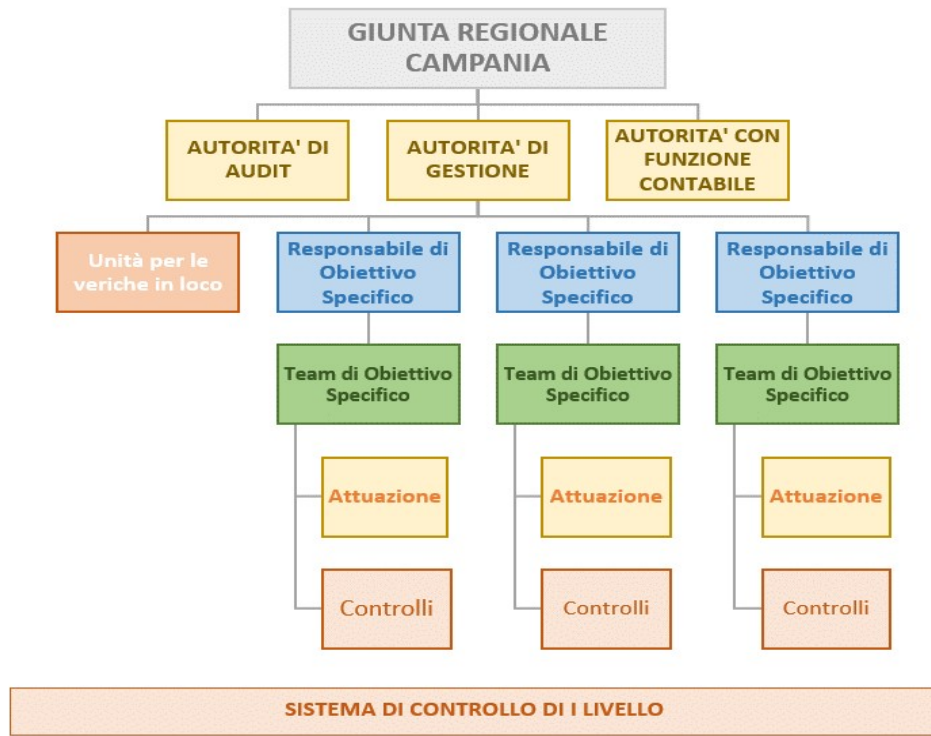 GIUNTA REGIONALE
CAMPANIA
AUTORITA' DI
AUDIT
AUTORITA' DI
GESTIONE
AUTORITA' CON
FUNZIONE
CONTABILE
Unità per le
veriche in loco
Responsabile di
Obiettivo
Specifico
Responsabile di
Obiettivo
Specifico
Responsabile di
Obiettivo
Specifico
Team di Obiettivo
Specifico
Team di Obiettivo
Specifico
Team di Obiettivo
Specifico
Attuazione
Attuazione
Attuazione
Controlli
Controlli
Controlli
SISTEMA DI CONTROLLO DI I LIVELLO